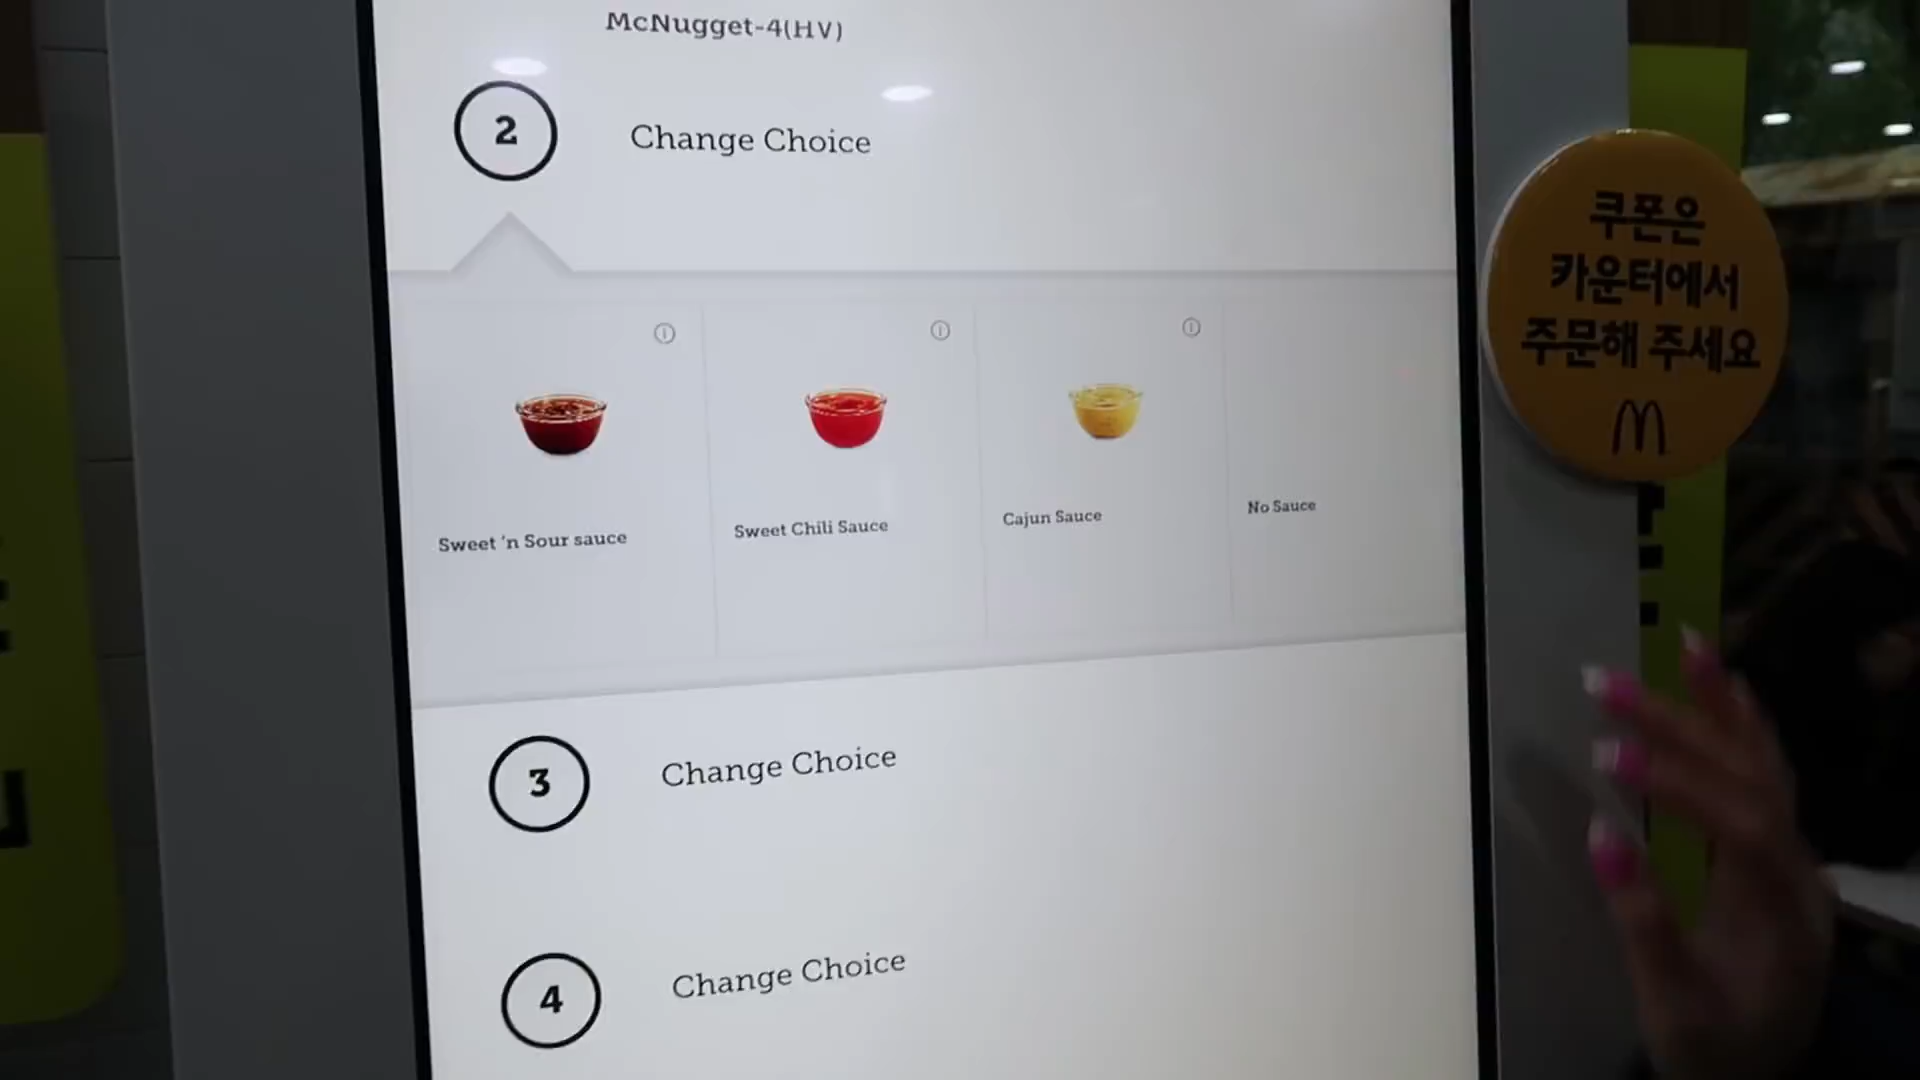 McNugget-4(HV)
2
Change Choice
Sweet 'n Sour sauce
Sweet Chili Sauce
Cajun Sauce
No Sauce
3
Change Choice
4
Change Choice
쿠폰은
카운터에서
주문해 주세요